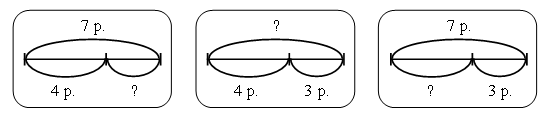 7 р.
4 р. ?
?
4 р. 3 р.
7 р.
? 3 р.